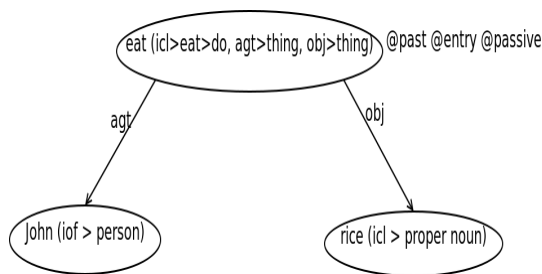 eat (icl>eat>do, agt>thing, obj>thing) @past @entry @passive
agt
obj
John (iof > person)
rice (icl > proper noun)